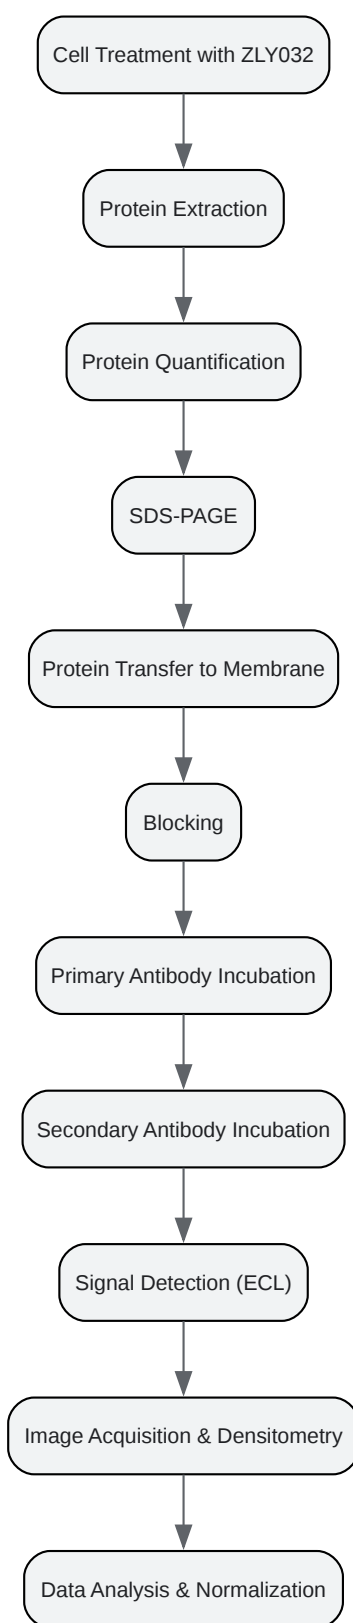 Cell Treatment with ZLY032
Protein Extraction
Protein Quantification
SDS-PAGE
Protein Transfer to Membrane
Blocking
Primary Antibody Incubation
Secondary Antibody Incubation
Signal Detection (ECL)
Image Acquisition & Densitometry
Data Analysis & Normalization